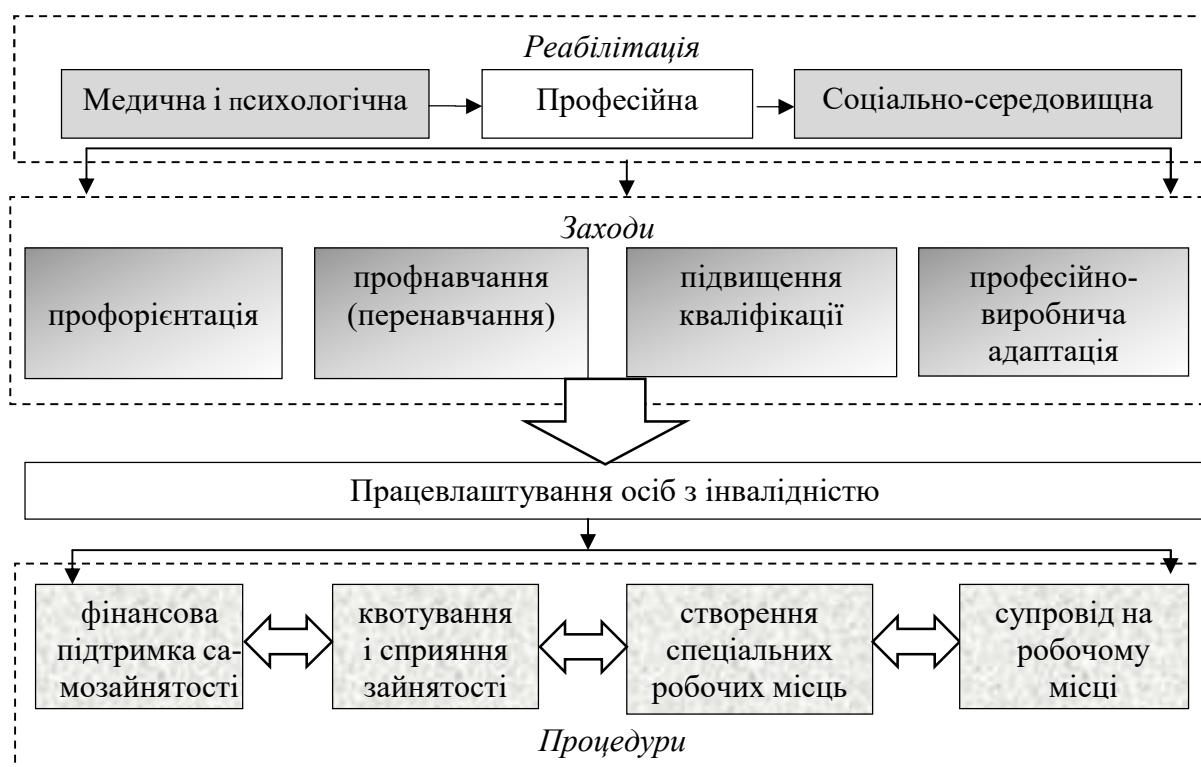 Реабілітація
Медична і психологічна
Професійна
Соціально-середовищна
Заходи
профорієнтація
профнавчання
(перенавчання)
підвищення
кваліфікації
професійно-
виробнича
адаптація
Працевлаштування осіб з інвалідністю
фінансова
підтримка са-
мозайнятості
квотування
і сприяння
зайнятості
створення
спеціальних
робочих місць
супровід на
робочому
місці
Процедури